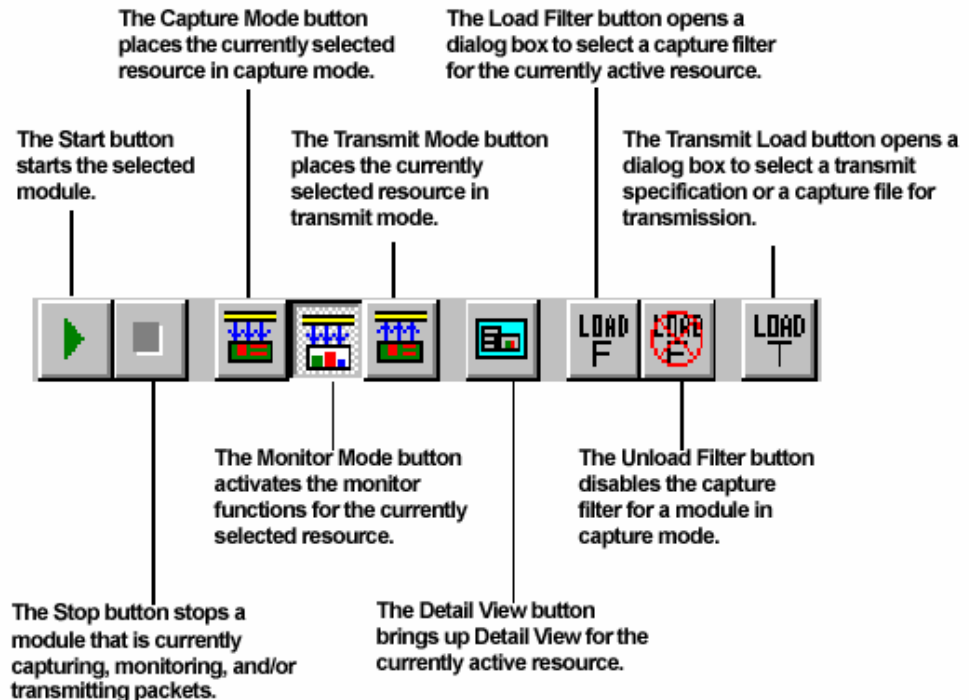 The Capture Mode button
places the currently selected
resource in capture mode.
The Load Filter button opens a
dialog box to select a capture filter
for the currently active resource.
The Start button
starts the selected
module.
The Transmit Mode button
places the currently
selected resource in
transmit mode.
The Transmit Load button opens a
dialog box to select a transmit
specification or a capture file for
transmission.
LOAD
F
LOAD
F
LOAD
T
The Monitor Mode button
activates the monitor
functions for the currently
selected resource.
The Unload Filter button
disables the capture
filter for a module in
capture mode.
The Stop button stops a
module that is currently
capturing, monitoring, and/or
transmitting packets.
The Detail View button
brings up Detail View for the
currently active resource.